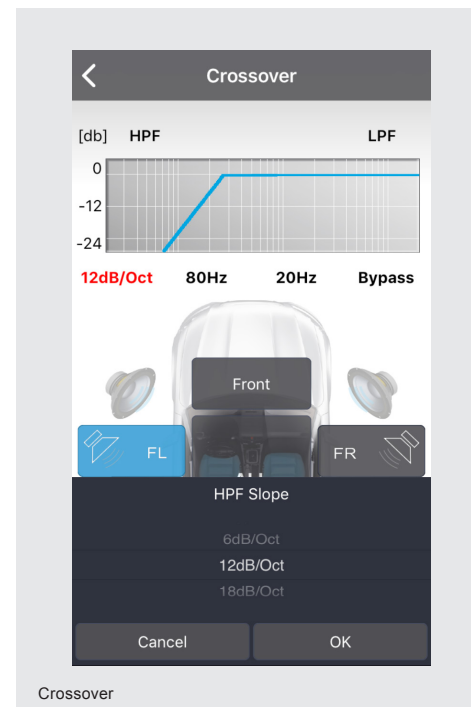 Crossover
[db] HPF LPF
0
-12
-24
12dB/Oct 80Hz 20Hz Bypass
Front
FL FR
HPF Slope
6dB/Oct
12dB/Oct
18dB/Oct
Cancel OK
Crossover